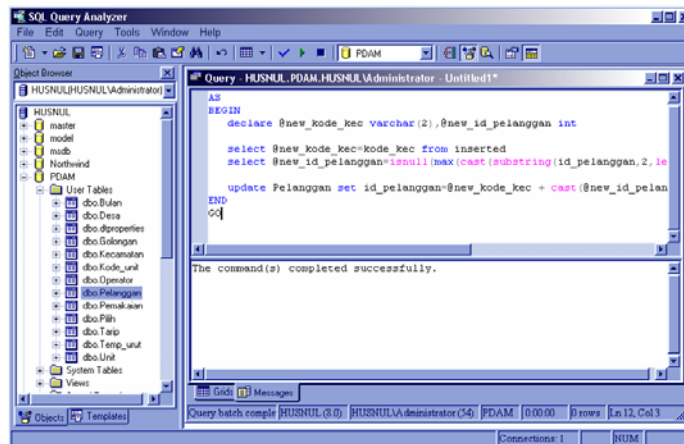 SQL Query Analyzer
File Edit Query Tools Window Help
PDAM
Object Browser
HUSNUL(HUSNUL\Administrator)
HUSNUL
master
model
msdb
Northwind
PDAM
User Tables
dbo.Bulan
dbo.Desa
dbo.dtproperties
dbo.Golongan
dbo.Kecamatan
dbo.Kode_unit
dbo.Operator
dbo.Pelanggan
dbo.Pemakaian
dbo.Pilih
dbo.Tarip
dbo.Temp_urut
dbo.Unit
System Tables
Views
Objects Templates
Query - HUSNUL.PDAM.HUSNUL\Administrator - Untitled1*
AS
BEGIN
declare @new_kode_kec varchar(2),@new_id_pelanggan int
select @new_kode_kec=kode_kec from inserted
select @new_id_pelanggan=isnull(max(cast(substring(id_pelanggan,2,le
update Pelanggan set id_pelanggan=@new_kode_kec + cast(@new_id_pelan
END
GO
The command(s) completed successfully.
Grids Messages
Query batch comple HUSNUL (8.0) HUSNUL\Administrator (54) PDAM 0:00:00 0 rows Ln 12, Col 3
Connections: 1 NUM